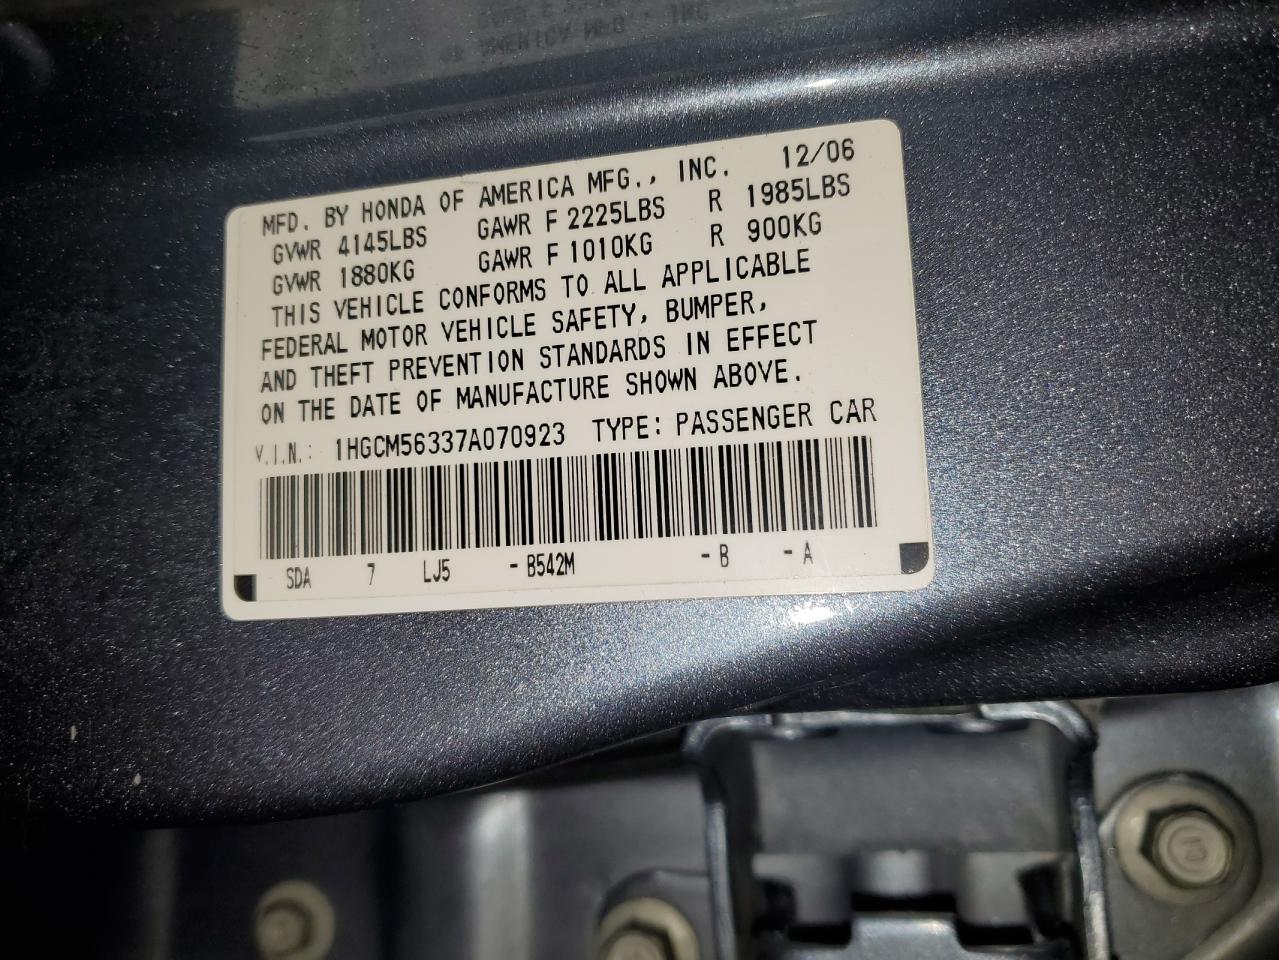 MFD. BY HONDA OF AMERICA MFG., INC. 12/06
GVWR 4145LBS GAWR F 2225LBS R 1985LBS
GVWR 1880KG GAWR F 1010KG R 900KG
THIS VEHICLE CONFORMS TO ALL APPLICABLE
FEDERAL MOTOR VEHICLE SAFETY, BUMPER,
AND THEFT PREVENTION STANDARDS IN EFFECT
ON THE DATE OF MANUFACTURE SHOWN ABOVE.
V.I.N.: 1HGCM56337A070923 TYPE: PASSENGER CAR
SDA 7 LJ5 -B542M -B -A